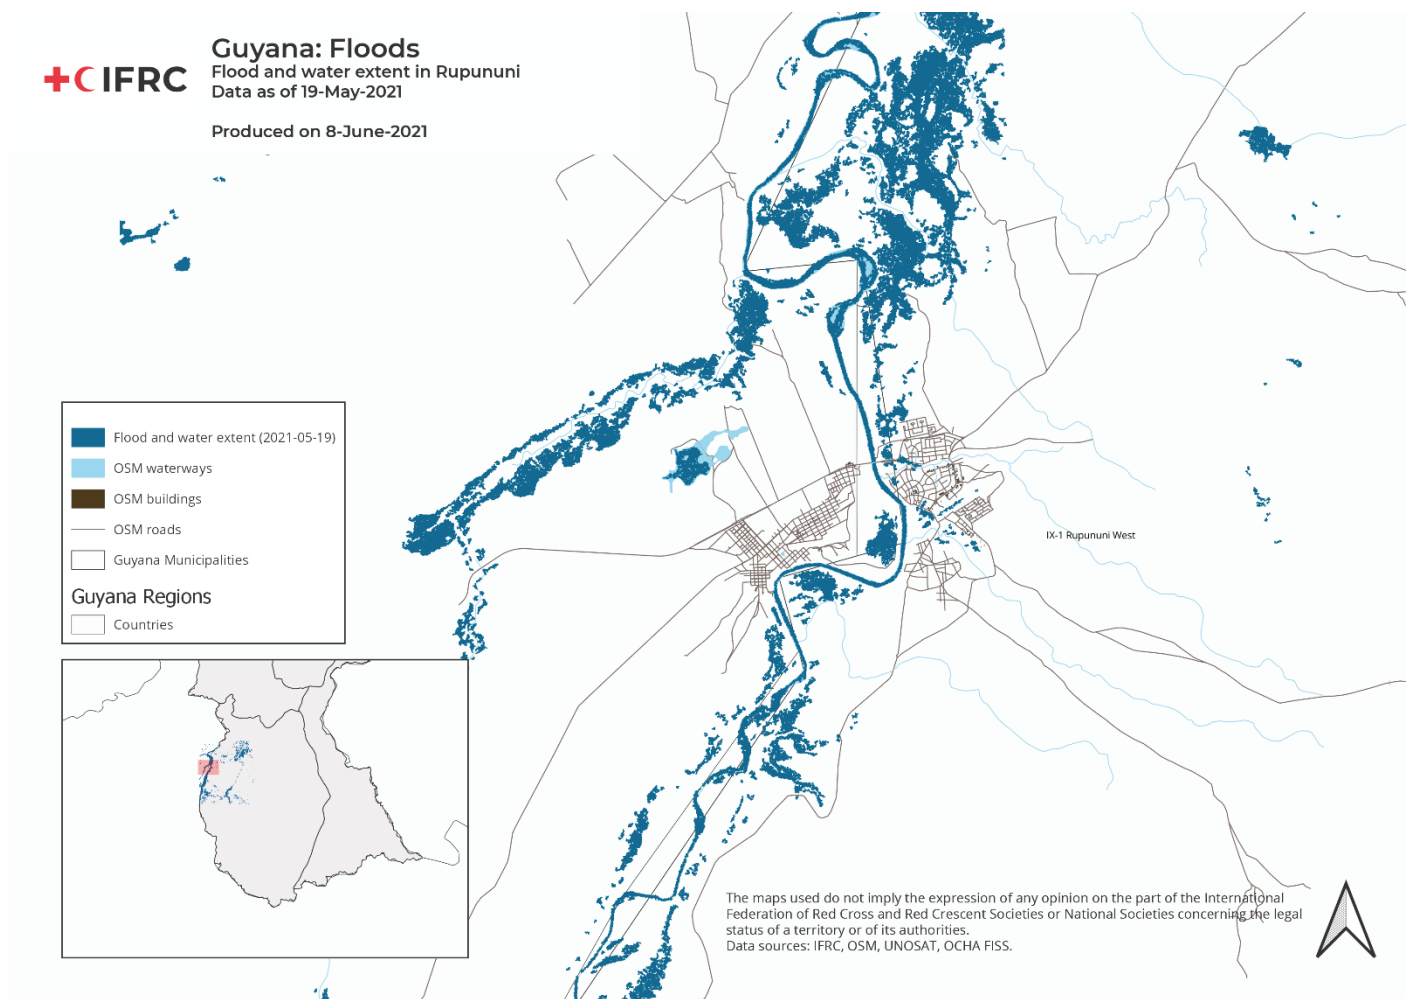 IFRC
Guyana: Floods
Flood and water extent in Rupununi
Data as of 19-May-2021
Produced on 8-June-2021
Flood and water extent (2021-05-19)
OSM waterways
OSM buildings
OSM roads
Guyana Municipalities
Guyana Regions
Countries
IX-1 Rupununi West
The maps used do not imply the expression of any opinion on the part of the International
Federation of Red Cross and Red Crescent Societies or National Societies concerning the legal
status of a territory or of its authorities.
Data sources: IFRC, OSM, UNOSAT, OCHA FISS.